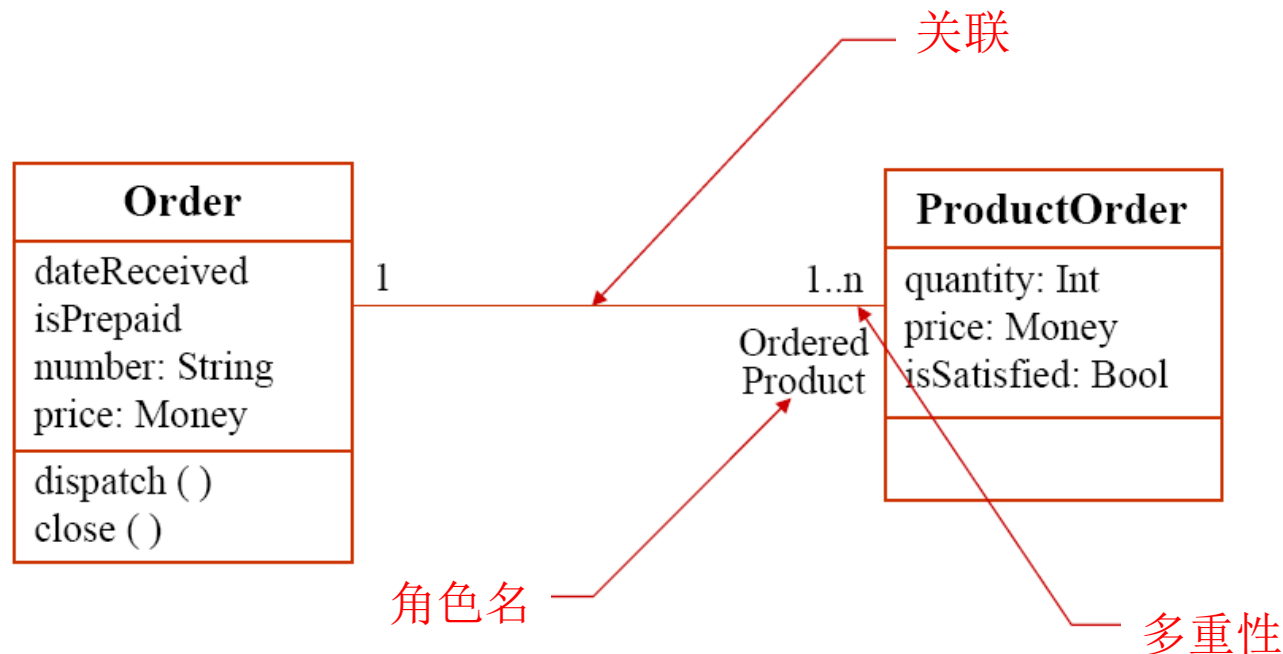 关联
Order
dateReceived
isPrepaid
number: String
price: Money
dispatch ( )
close ( )
1
1..n
Ordered
Product
ProductOrder
quantity: Int
price: Money
isSatisfied: Bool
角色名
多重性